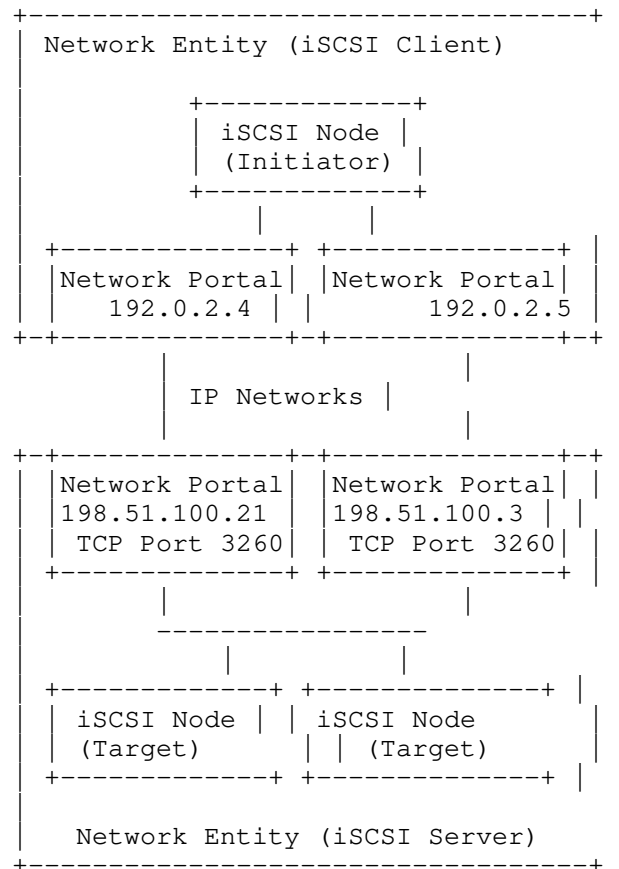 Network Entity (iSCSI Client)
iSCSI Node
(Initiator)
Network Portal Network Portal
192.0.2.4 192.0.2.5
IP Networks
Network Portal Network Portal
198.51.100.21 198.51.100.3
TCP Port 3260 TCP Port 3260
iSCSI Node iSCSI Node
(Target) (Target)
Network Entity (iSCSI Server)